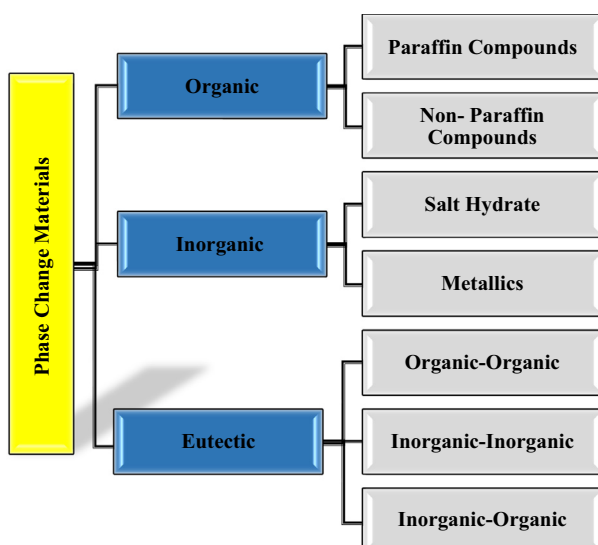 Phase Change Materials
Organic
Paraffin Compounds
Non- Paraffin
Compounds
Inorganic
Salt Hydrate
Metallics
Eutectic
Organic-Organic
Inorganic-Inorganic
Inorganic-Organic